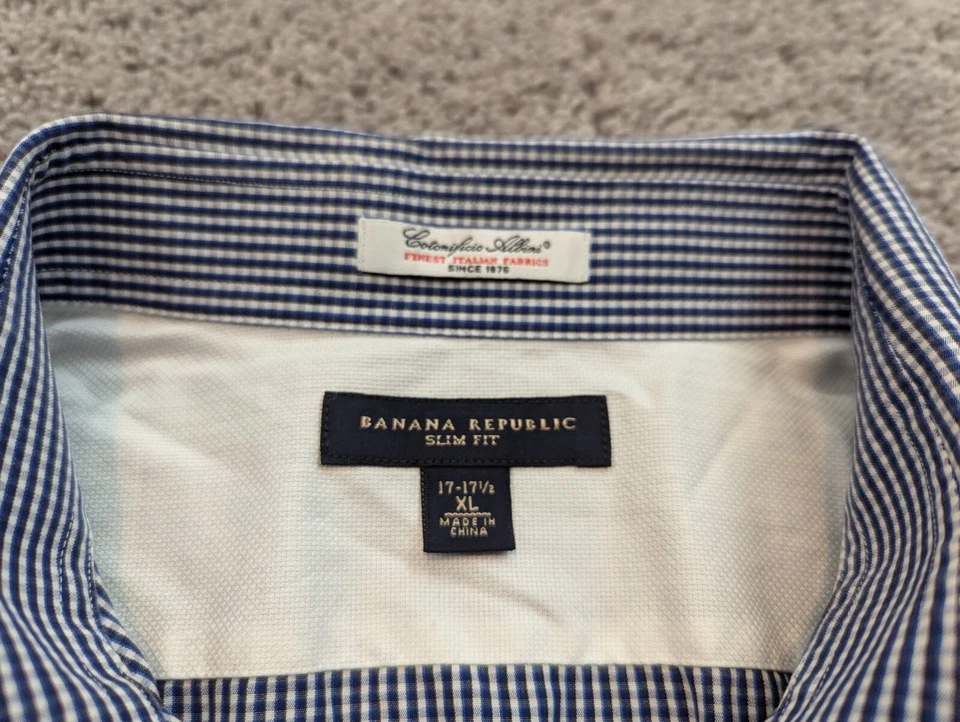 Cotonificio Albini®
FINEST ITALIAN FABRICS
SINCE 1876
BANANA REPUBLIC
SLIM FIT
17-17½
XL
MADE IN
CHINA